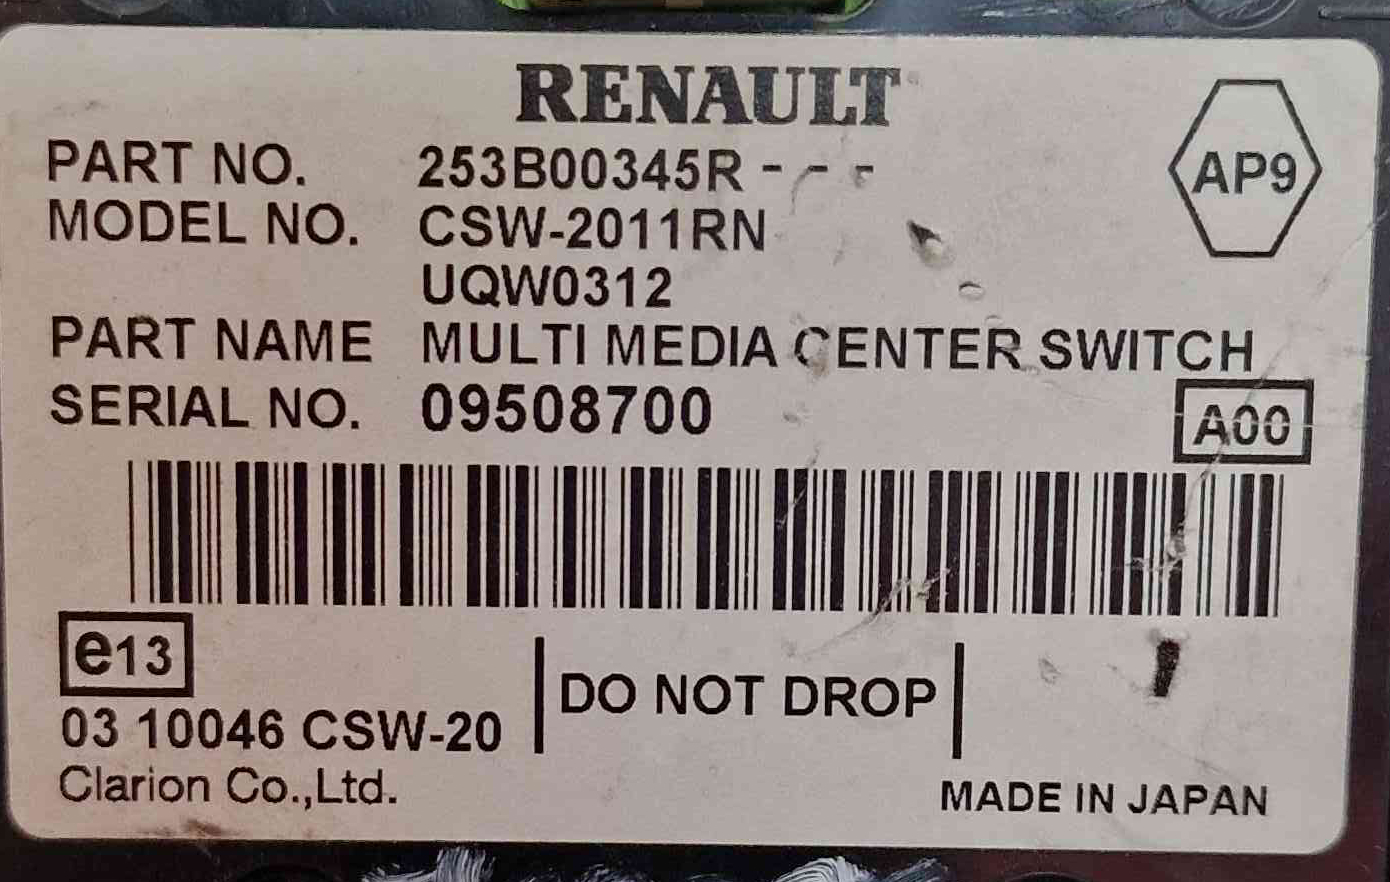 RENAULT
PART NO. 253B00345R - - -
AP9
MODEL NO. CSW-2011RN
UQW0312
PART NAME MULTI MEDIA CENTER SWITCH
SERIAL NO. 09508700
A00
e13
DO NOT DROP
03 10046 CSW-20
Clarion Co.,Ltd.
MADE IN JAPAN